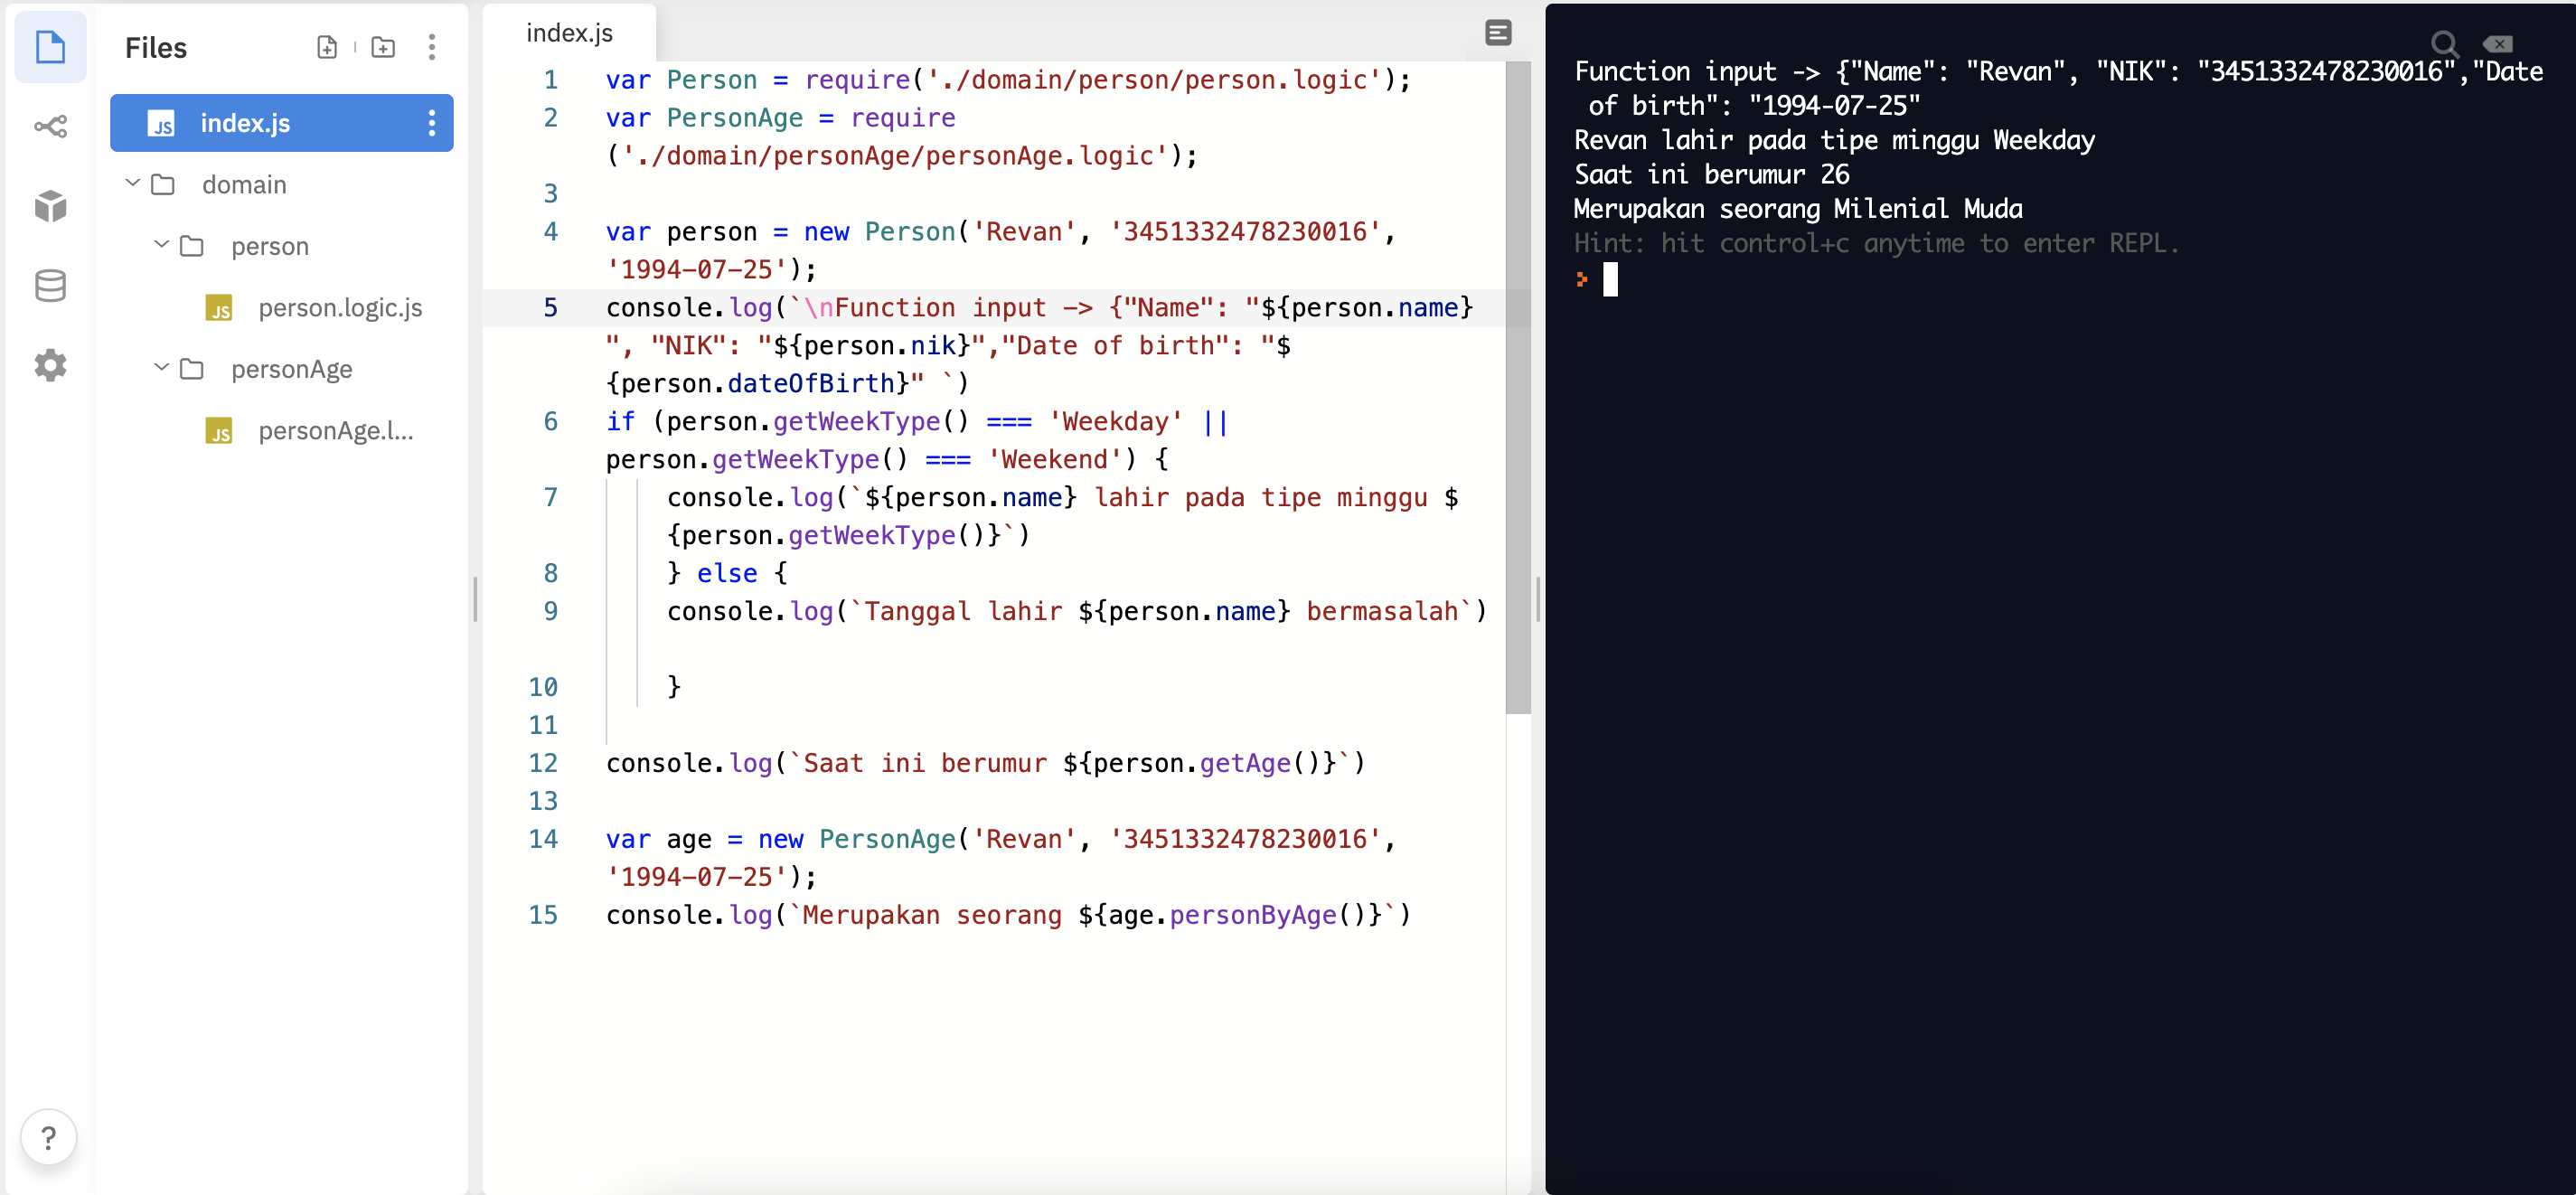 Files
index.js
domain
person
person.logic.js
personAge
personAge.l...
?
index.js
1 var Person = require('./domain/person/person.logic');
2 var PersonAge = require
('./domain/personAge/personAge.logic');
3
4 var person = new Person('Revan', '3451332478230016',
'1994-07-25');
5 console.log(`\nFunction input -> {"Name": "${person.name}
", "NIK": "${person.nik}","Date of birth": "$
{person.dateOfBirth}" `)
6 if (person.getWeekType() === 'Weekday' ||
person.getWeekType() === 'Weekend') {
7 console.log(`${person.name} lahir pada tipe minggu $
{person.getWeekType()}`)
8 } else {
9 console.log(`Tanggal lahir ${person.name} bermasalah`)
10 }
11
12 console.log(`Saat ini berumur ${person.getAge()}`)
13
14 var age = new PersonAge('Revan', '3451332478230016',
'1994-07-25');
15 console.log(`Merupakan seorang ${age.personByAge()}`)
Function input -> {"Name": "Revan", "NIK": "3451332478230016","Date
of birth": "1994-07-25"
Revan lahir pada tipe minggu Weekday
Saat ini berumur 26
Merupakan seorang Milenial Muda
Hint: hit control+c anytime to enter REPL.